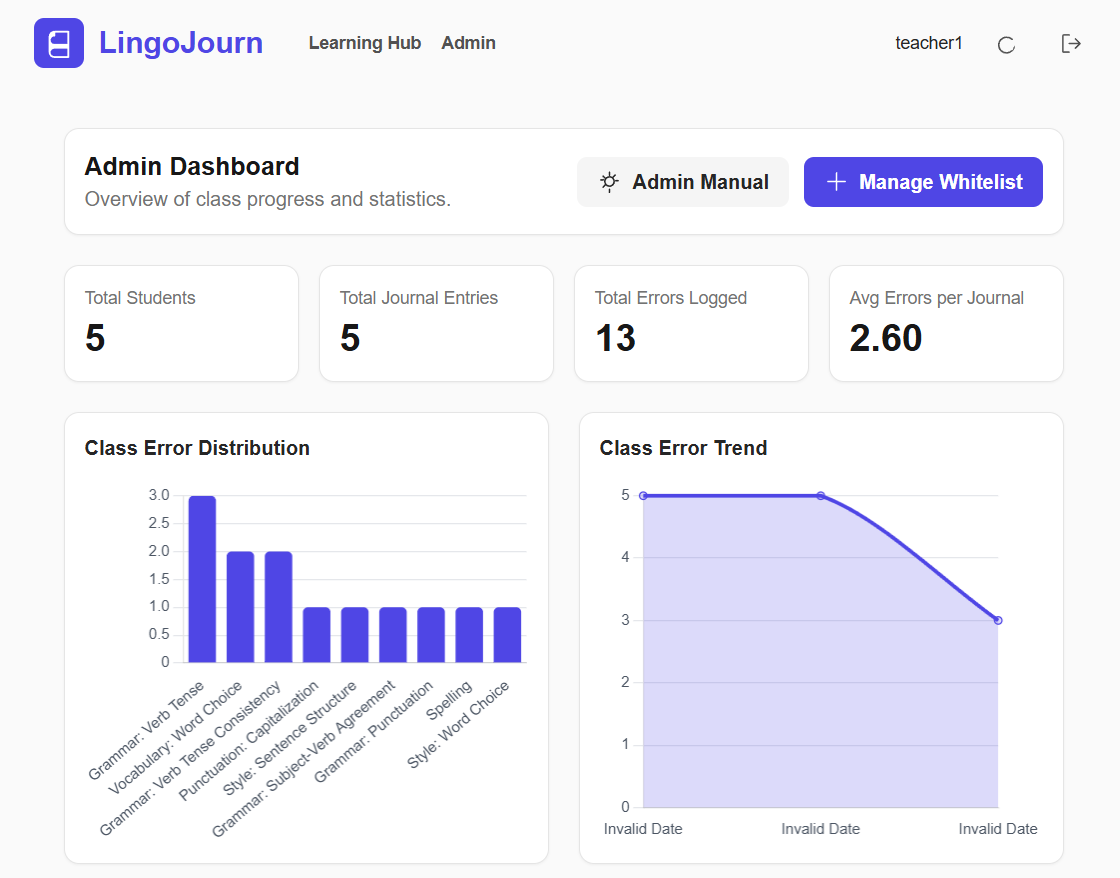 LingoJourn
Learning Hub
Admin
teacher1
Admin Dashboard
Overview of class progress and statistics.
Admin Manual
Manage Whitelist
Total Students
5
Total Journal Entries
5
Total Errors Logged
13
Avg Errors per Journal
2.60
Class Error Distribution
3.0
2.5
2.0
1.5
1.0
0.5
0
Grammar: Verb Tense
Vocabulary: Word Choice
Grammar: Verb Tense Consistency
Punctuation: Capitalization
Style: Sentence Structure
Grammar: Subject-Verb Agreement
Grammar: Punctuation
Spelling
Style: Word Choice
Class Error Trend
5
4
3
2
1
0
Invalid Date
Invalid Date
Invalid Date